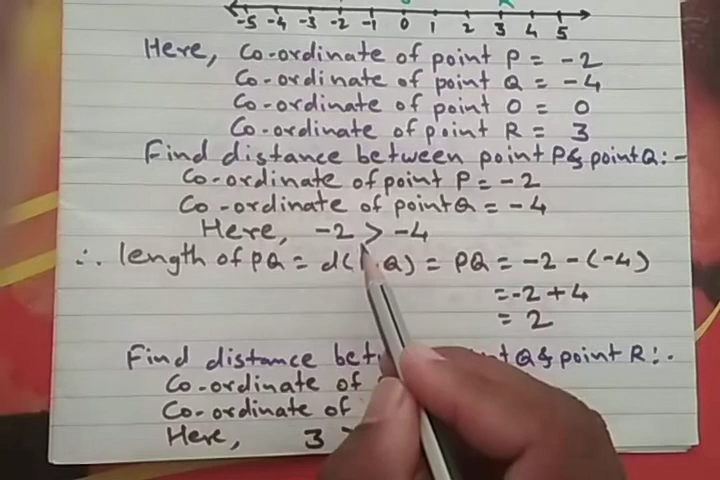 -5 -4 -3 -2 -1 0 1 2 3 4 5
Here, Co-ordinate of point P = -2
Co-ordinate of point Q = -4
Co-ordinate of point O = 0
Co-ordinate of point R = 3
Find distance between point P & point Q:-
Co-ordinate of point P = -2
Co-ordinate of point Q = -4
Here, -2 > -4
∴ length of PQ = d( Q) = PQ = -2 - (-4)
= -2 + 4
= 2
Find distance Q & point R:-
Co-ordinate of
Co-ordinate of
Here, 3